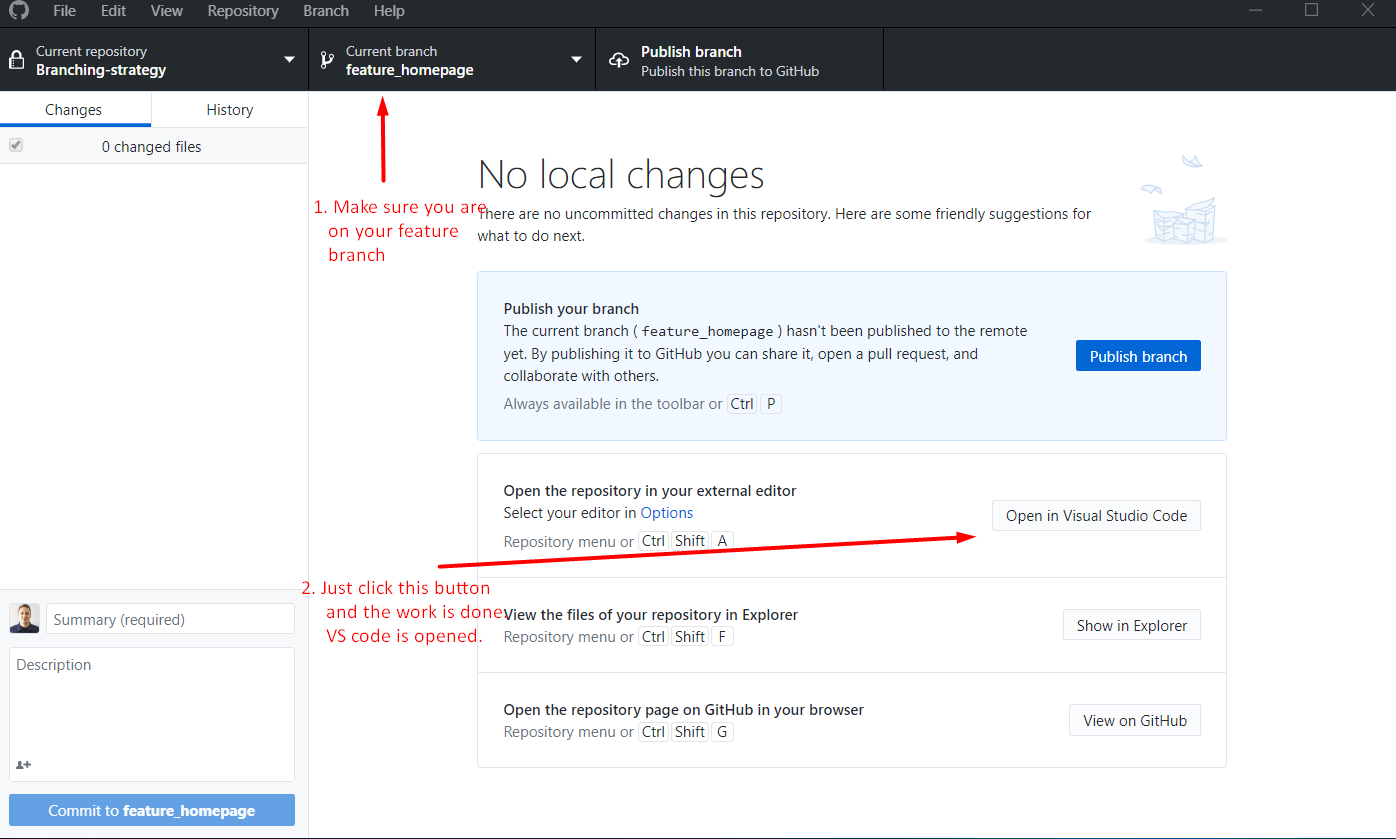 File Edit View Repository Branch Help
Current repository
Branching-strategy
Current branch
feature_homepage
Publish branch
Publish this branch to GitHub
Changes History
0 changed files
1. Make sure you are
on your feature
branch
No local changes
There are no uncommitted changes in this repository. Here are some friendly suggestions for
what to do next.
Publish your branch
The current branch ( feature_homepage ) hasn't been published to the remote
yet. By publishing it to GitHub you can share it, open a pull request, and
collaborate with others.
Always available in the toolbar or Ctrl P
Publish branch
Open the repository in your external editor
Select your editor in Options
Repository menu or Ctrl Shift A
Open in Visual Studio Code
2. Just click this button
and the work is done
VS code is opened.
View the files of your repository in Explorer
Repository menu or Ctrl Shift F
Show in Explorer
Open the repository page on GitHub in your browser
Repository menu or Ctrl Shift G
View on GitHub
Summary (required)
Description
Commit to feature_homepage